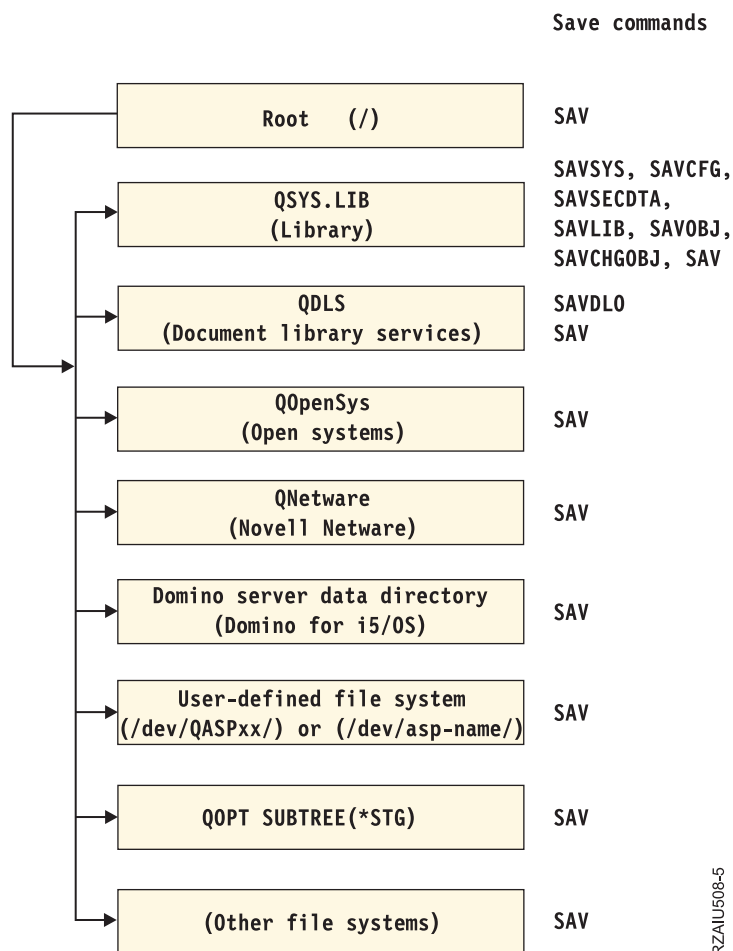 Save commands
Root (/)
SAV
QSYS.LIB
(Library)
SAVSYS, SAVCFG,
SAVSECDTA,
SAVLIB, SAVOBJ,
SAVCHGOBJ, SAV
QDLS
(Document library services)
SAVDLO
SAV
QOpenSys
(Open systems)
SAV
QNetware
(Novell Netware)
SAV
Domino server data directory
(Domino for i5/OS)
SAV
User-defined file system
(/dev/QASPxx/) or (/dev/asp-name/)
SAV
QOPT SUBTREE(*STG)
SAV
(Other file systems)
SAV
RZAIU508-5